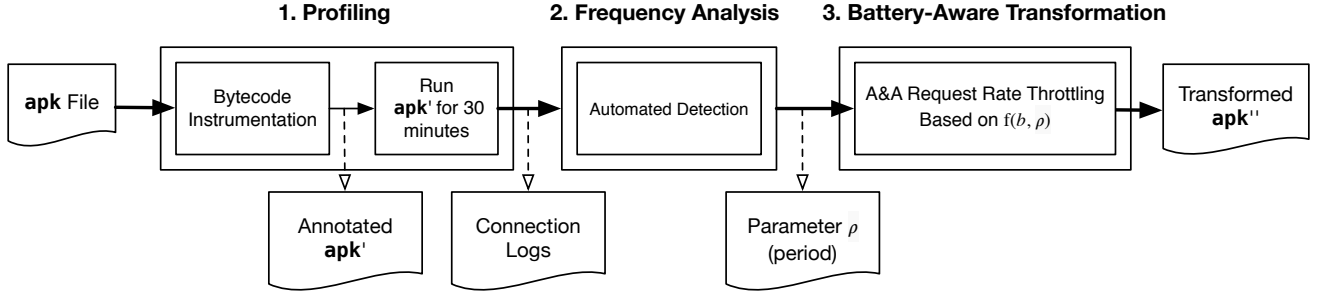 1. Profiling
2. Frequency Analysis
3. Battery-Aware Transformation
apk File
Bytecode
Instrumentation
Run
apk' for 30
minutes
Automated Detection
A&A Request Rate Throttling
Based on f(b, ρ)
Transformed
apk''
Annotated
apk'
Connection
Logs
Parameter ρ
(period)